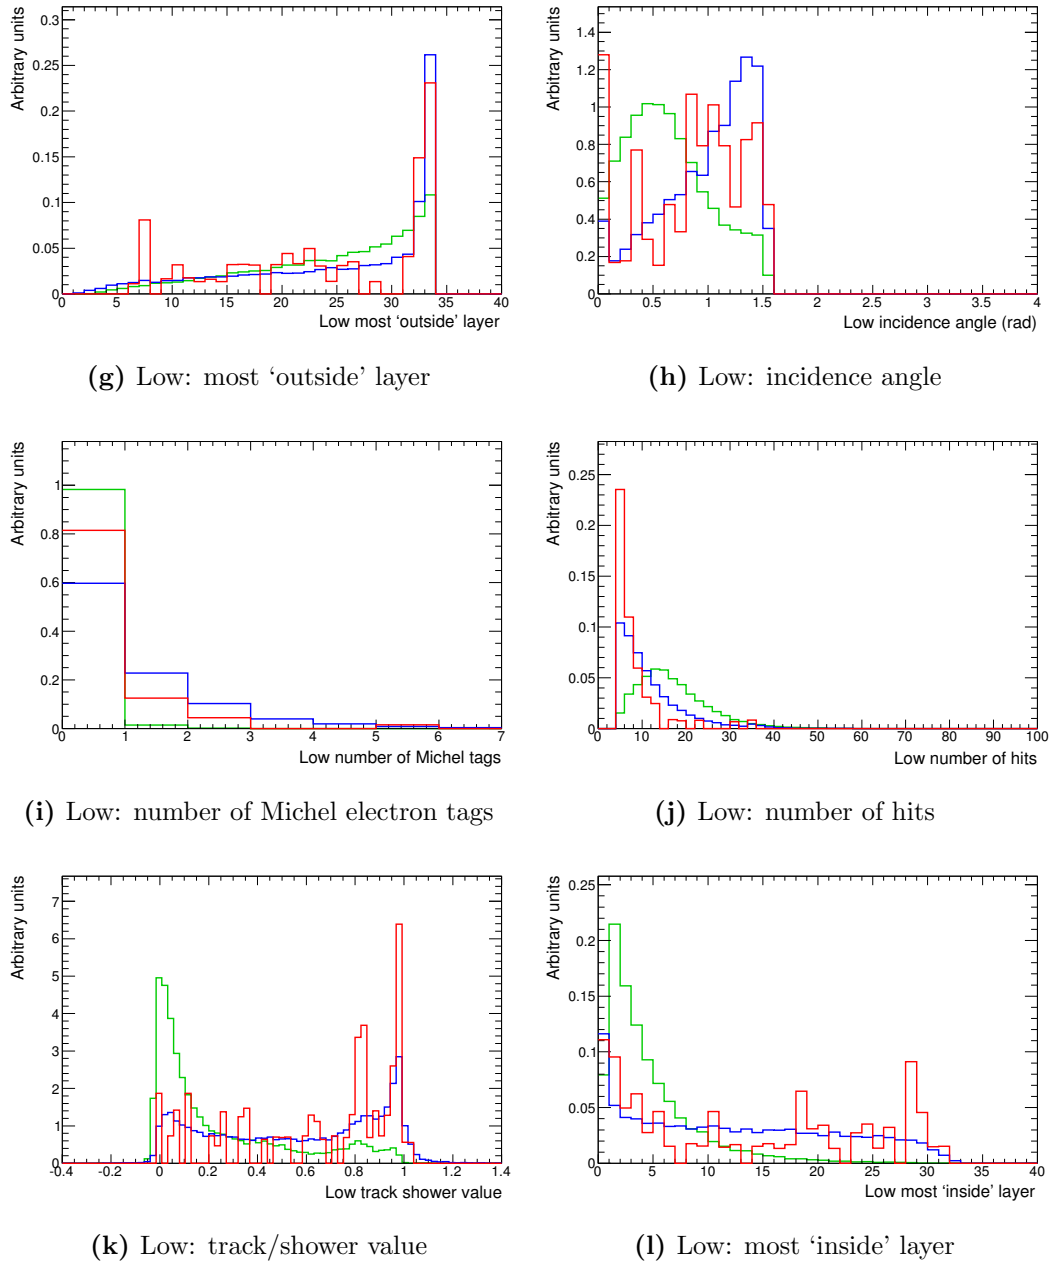 Arbitrary units
0.3
0.25
0.2
0.15
0.1
0.05
0
0 5 10 15 20 25 30 35 40
Low most ‘outside’ layer
(g) Low: most ‘outside’ layer
Arbitrary units
1.4
1.2
1
0.8
0.6
0.4
0.2
0
0 0.5 1 1.5 2 2.5 3 3.5 4
Low incidence angle (rad)
(h) Low: incidence angle
Arbitrary units
1
0.8
0.6
0.4
0.2
0
0 1 2 3 4 5 6 7
Low number of Michel tags
(i) Low: number of Michel electron tags
Arbitrary units
0.25
0.2
0.15
0.1
0.05
0
0 10 20 30 40 50 60 70 80 90 100
Low number of hits
(j) Low: number of hits
Arbitrary units
7
6
5
4
3
2
1
0
0.4 -0.2 0 0.2 0.4 0.6 0.8 1 1.2 1.4
Low track shower value
(k) Low: track/shower value
Arbitrary units
0.25
0.2
0.15
0.1
0.05
0
5 10 15 20 25 30 35 40
Low most ‘inside’ layer
(l) Low: most ‘inside’ layer